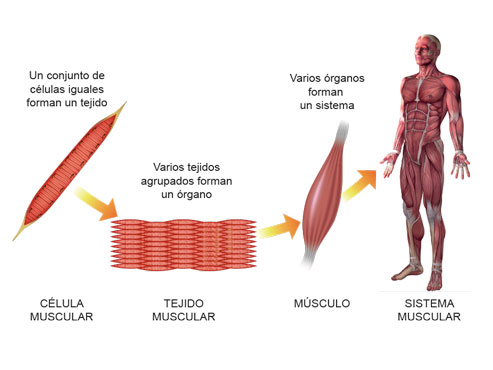 Un conjunto de
células iguales
forman un tejido
Varios tejidos
agrupados forman
un órgano
Varios órganos
forman
un sistema
CÉLULA
MUSCULAR
TEJIDO
MUSCULAR
MÚSCULO
SISTEMA
MUSCULAR